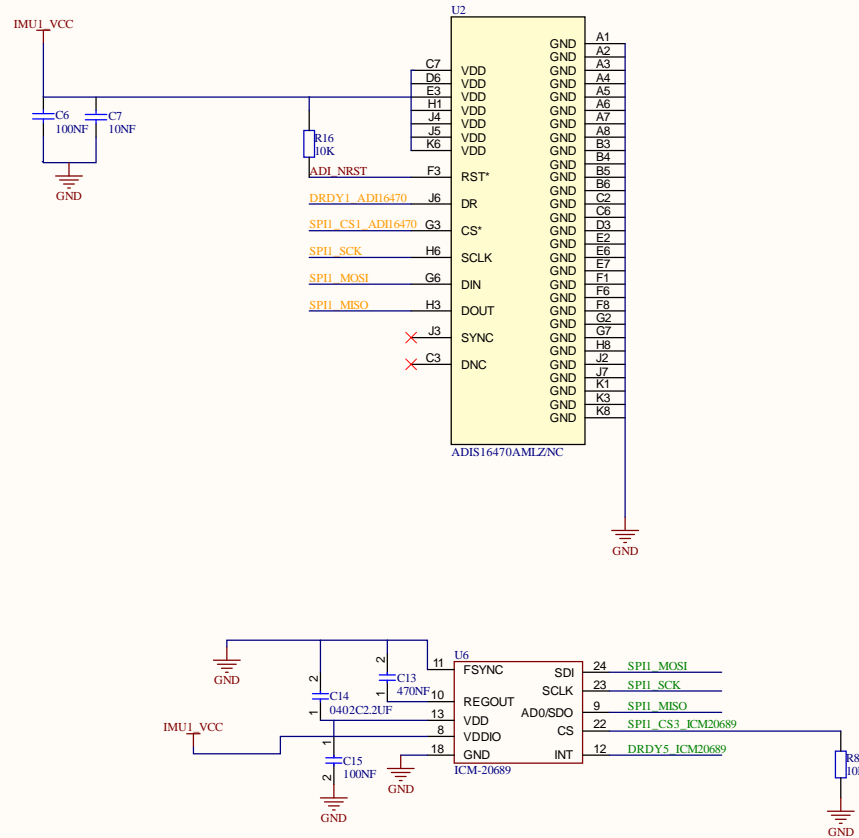 U2
IMU1_VCC
A1
GND
A2
GND
C7
VDD
A3
GND
D6
VDD
A4
GND
E3
VDD
A5
GND
H1
VDD
A6
GND
J4
VDD
A7
GND
J5
VDD
A8
GND
K6
VDD
B3
GND
B4
GND
C6
100NF
C7
10NF
GND
R16
10K
ADI_NRST
F3
RST*
B5
GND
B6
GND
DRDY1_ADI16470
J6
DR
C2
GND
C6
GND
SPI1_CS1_ADI16470
G3
CS*
D3
GND
E2
GND
SPI1_SCK
H6
SCLK
E6
GND
E7
GND
SPI1_MOSI
G6
DIN
F1
GND
F6
GND
SPI1_MISO
H3
DOUT
F8
GND
G2
GND
J3
SYNC
G7
GND
H8
GND
C3
DNC
J2
GND
J7
GND
K1
GND
K3
GND
K8
GND
ADIS16470AMLZ/NC
GND
U6
GND
2
C14
0402C2.2UF
1
2
C13
470NF
1
11
FSYNC
10
REGOUT
13
VDD
8
VDDIO
18
GND
SDI
24
SPI1_MOSI
SCLK
23
SPI1_SCK
AD0/SDO
9
SPI1_MISO
CS
22
SPI1_CS3_ICM20689
INT
12
DRDY5_ICM20689
ICM-20689
IMU1_VCC
1
C15
100NF
2
GND
GND
GND